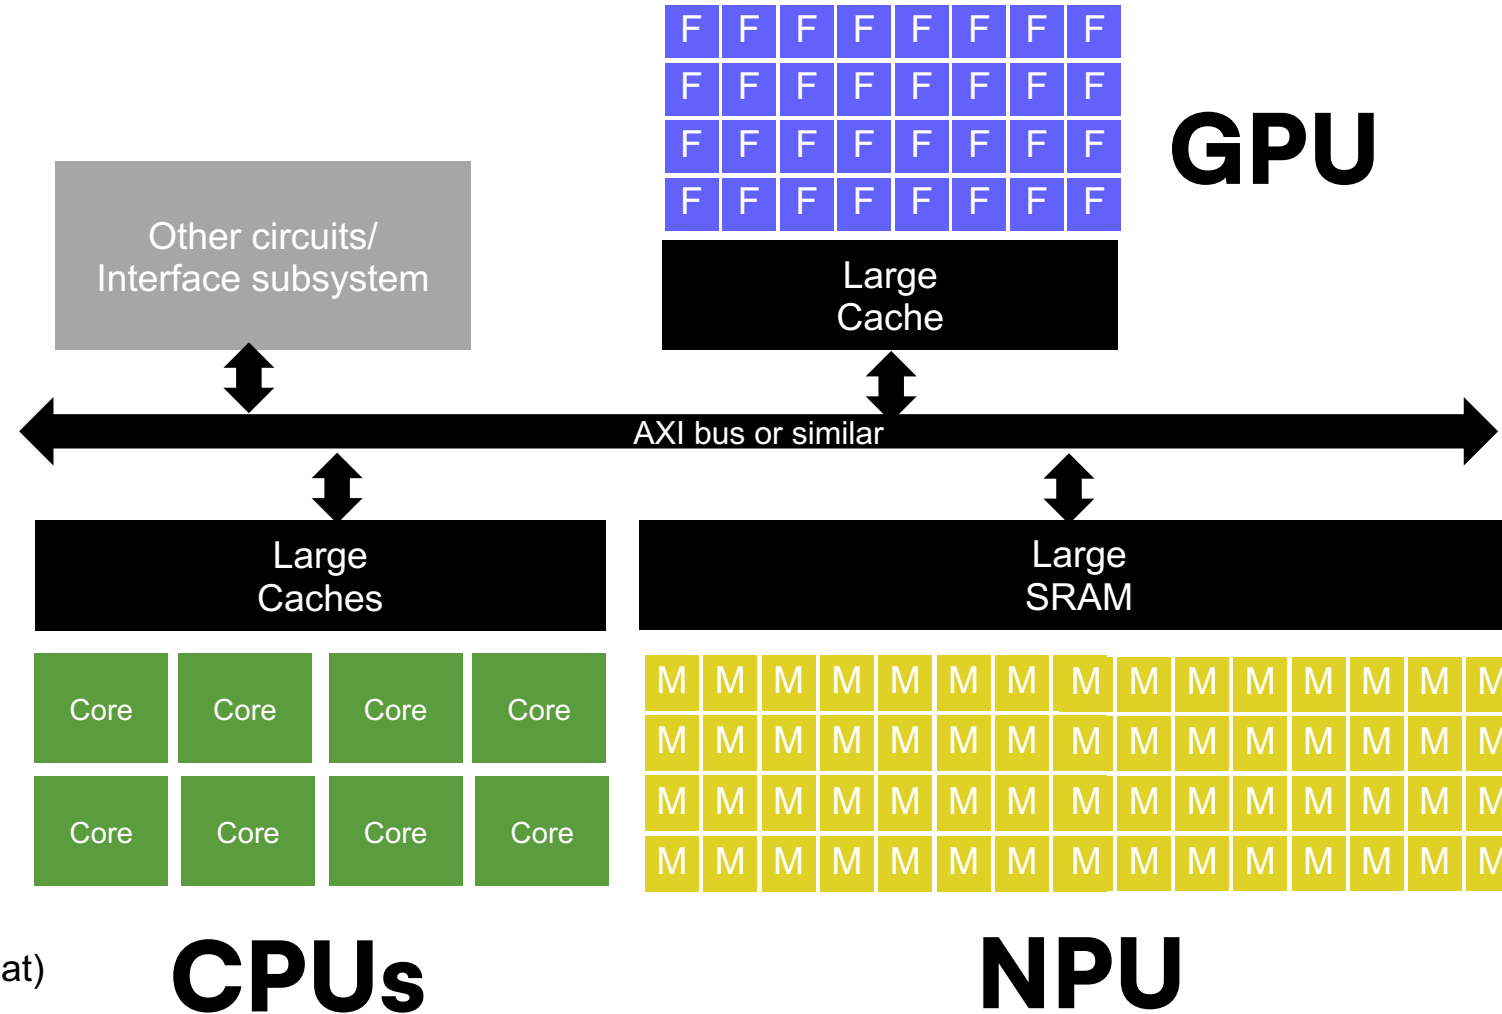 F F F F F F F F
F F F F F F F F
F F F F F F F F
F F F F F F F F
GPU
Other circuits/
Interface subsystem
Large
Cache
AXI bus or similar
Large
Caches
Large
SRAM
Core Core Core Core
Core Core Core Core
M M M M M M M M M M M M M M M
M M M M M M M M M M M M M M M
M M M M M M M M M M M M M M M
M M M M M M M M M M M M M M M
at)
CPUs
NPU